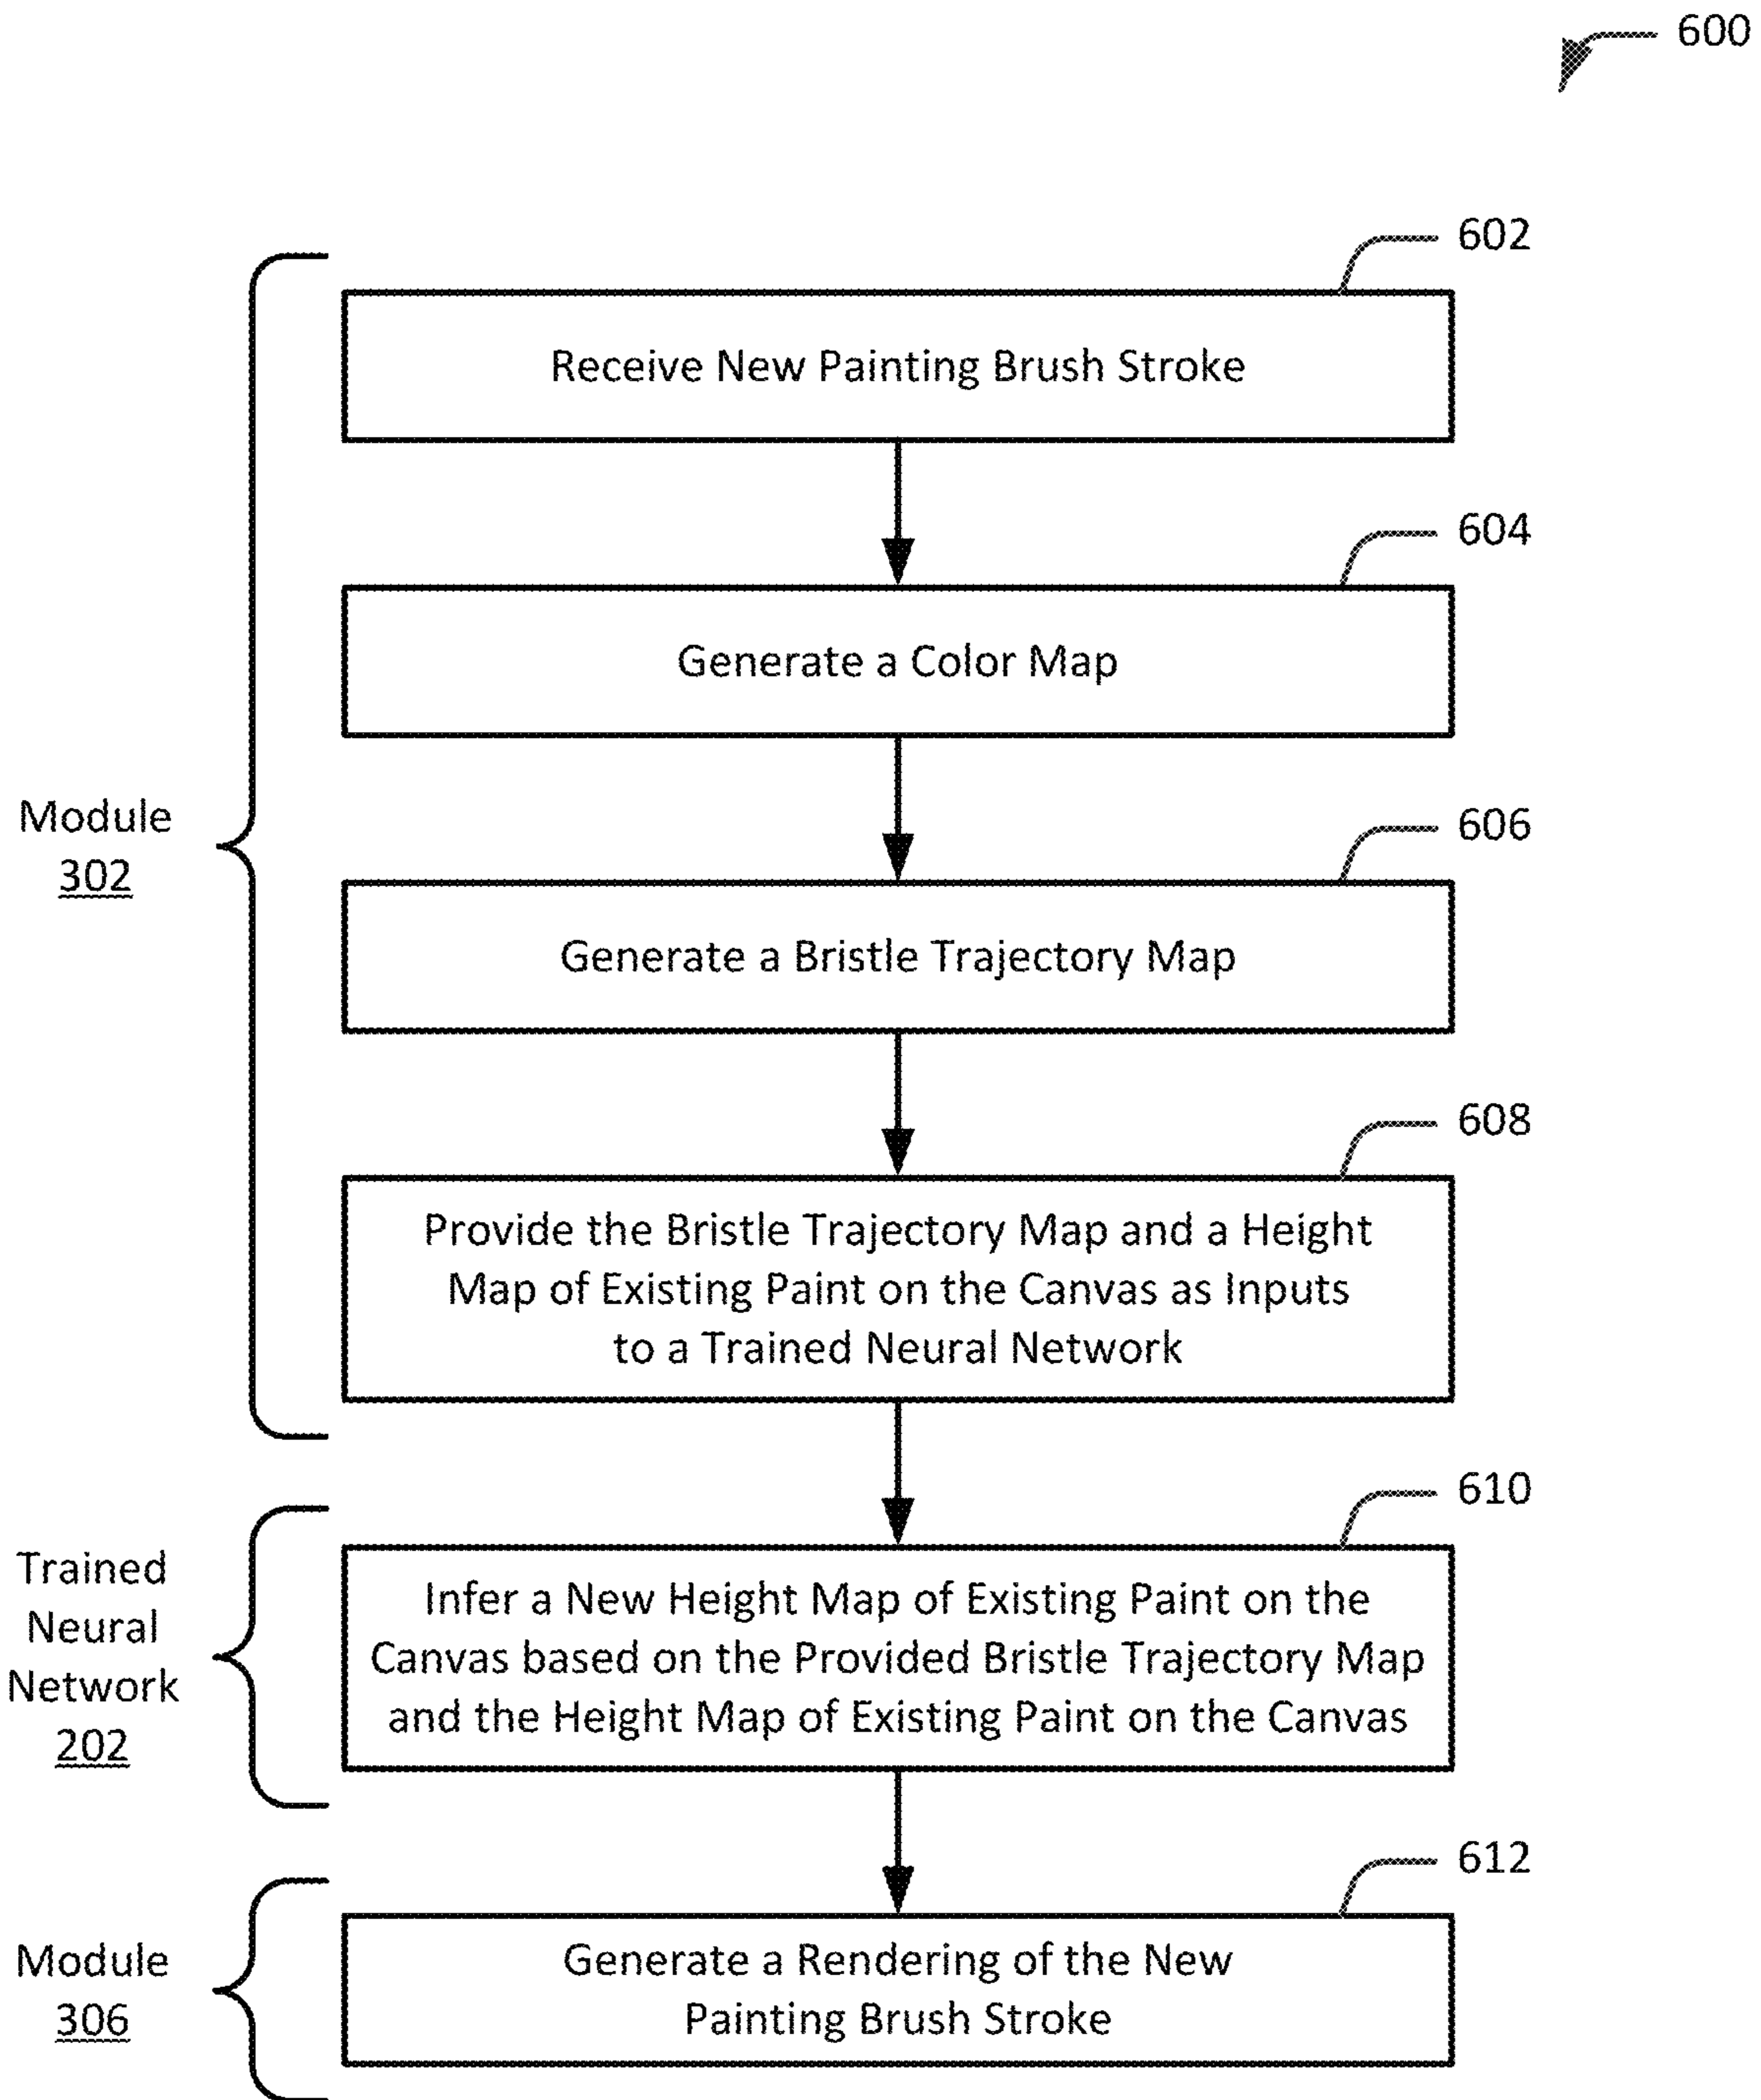 600
602
Receive New Painting Brush Stroke
604
Generate a Color Map
Module
302
606
Generate a Bristle Trajectory Map
608
Provide the Bristle Trajectory Map and a Height
Map of Existing Paint on the Canvas as Inputs
to a Trained Neural Network
610
Trained
Neural
Network
202
Infer a New Height Map of Existing Paint on the
Canvas based on the Provided Bristle Trajectory Map
and the Height Map of Existing Paint on the Canvas
612
Module
306
Generate a Rendering of the New
Painting Brush Stroke